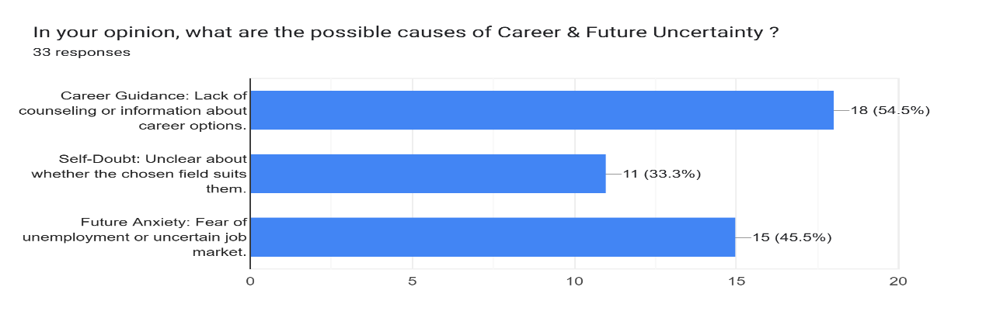 In your opinion, what are the possible causes of Career & Future Uncertainty ?
33 responses
Career Guidance: Lack of
counseling or information about
career options.
18 (54.5%)
Self-Doubt: Unclear about
whether the chosen field suits
them.
11 (33.3%)
Future Anxiety: Fear of
unemployment or uncertain job
market.
15 (45.5%)
0 5 10 15 20